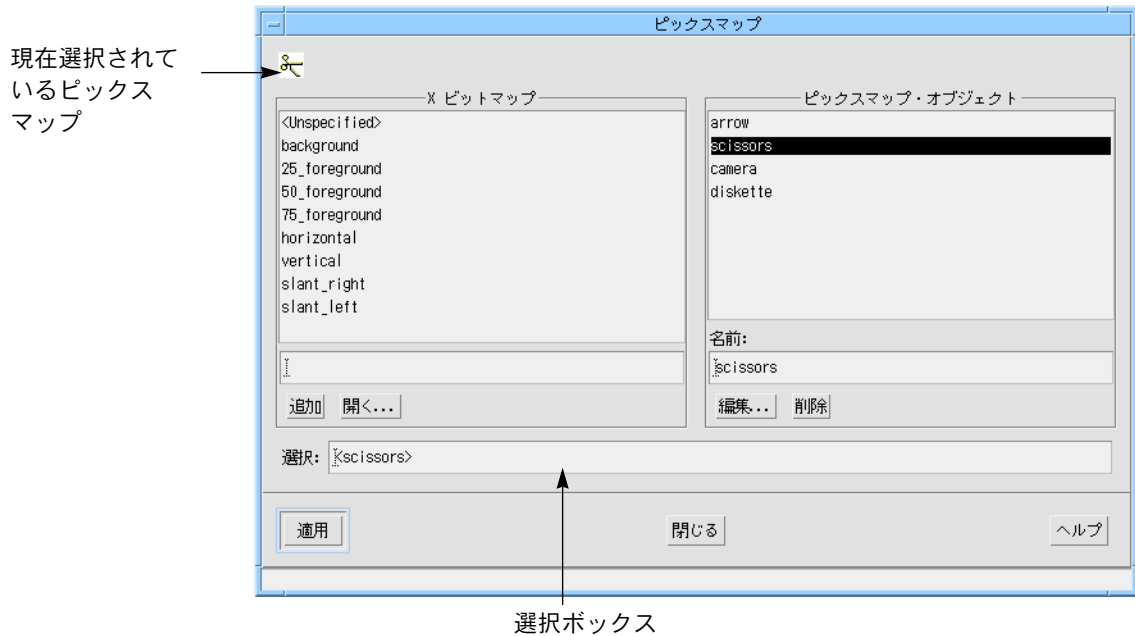 ピックスマップ
現在選択されて
いるピックス
マップ
X ビットマップ
<Unspecified>
background
25_foreground
50_foreground
75_foreground
horizontal
vertical
slant_right
slant_left
追加 開く...
ピックスマップ・オブジェクト
arrow
scissors
camera
diskette
名前:
scissors
編集... 削除
選択: <scissors>
適用 閉じる ヘルプ
選択ボックス